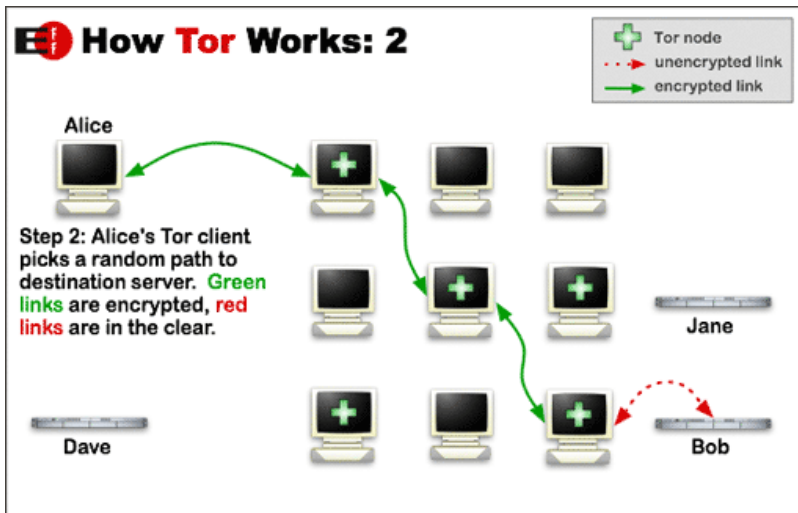 EFF How Tor Works: 2
Tor node
unencrypted link
encrypted link
Alice
Step 2: Alice's Tor client
picks a random path to
destination server. Green
links are encrypted, red
links are in the clear.
Jane
Dave
Bob